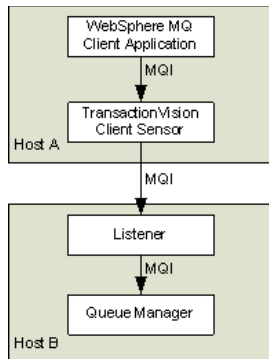 WebSphere MQ
Client Application
MQI
TransactionVision
Client Sensor
Host A
MQI
Listener
MQI
Queue Manager
Host B